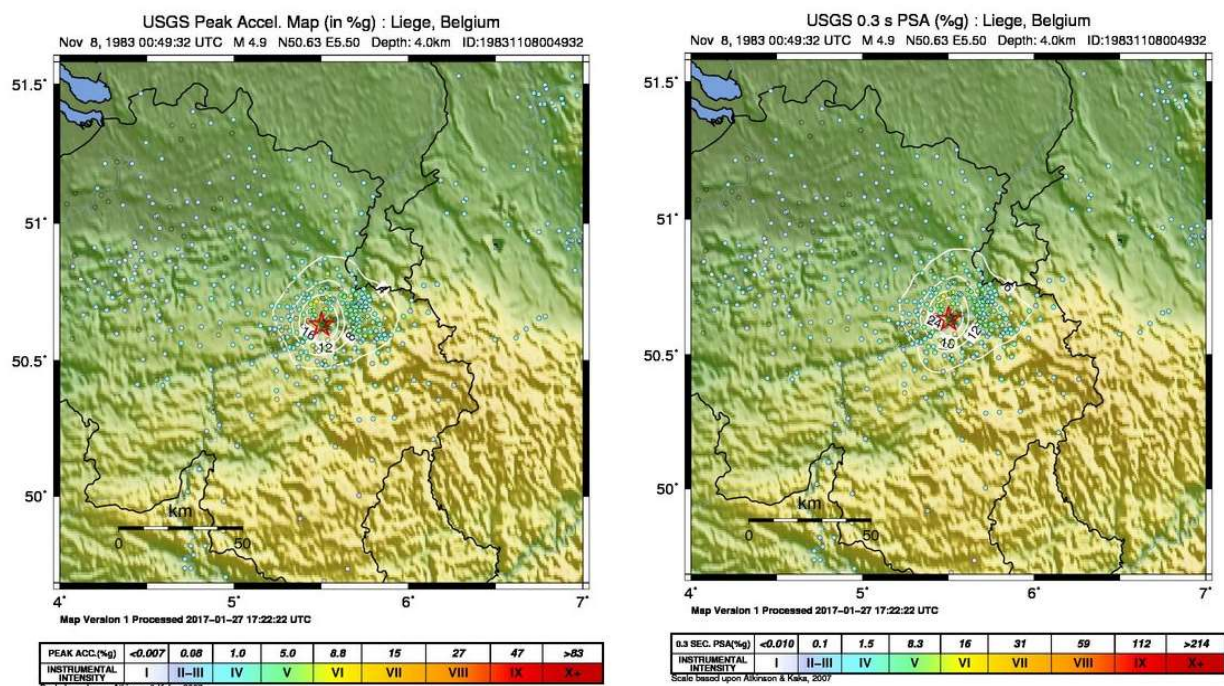 USGS Peak Accel. Map (in %g) : Liege, Belgium
Nov 8, 1983 00:49:32 UTC M 4.9 N50.63 E5.50 Depth: 4.0km ID:19831108004932
51.5°
51°
50.5°
50°
4
16
8
12
km
0 50
4° 5° 6° 7°
Map Version 1 Processed 2017-01-27 17:22:22 UTC
PEAK ACC.(%g) <0.007 0.08 1.0 5.0 8.8 15 27 47 >83
INSTRUMENTAL INTENSITY I II-III IV V VI VII VIII IX X+
USGS 0.3 s PSA (%g) : Liege, Belgium
Nov 8, 1983 00:49:32 UTC M 4.9 N50.63 E5.50 Depth: 4.0km ID:19831108004932
51.5°
51°
50.5°
50°
6
24
12
18
km
0 50
4° 5° 6° 7°
Map Version 1 Processed 2017-01-27 17:22:22 UTC
0.3 SEC. PSA(%g) <0.010 0.1 1.5 8.3 16 31 59 112 >214
INSTRUMENTAL INTENSITY I II-III IV V VI VII VIII IX X+
Scale based upon Atkinson & Kaka, 2007